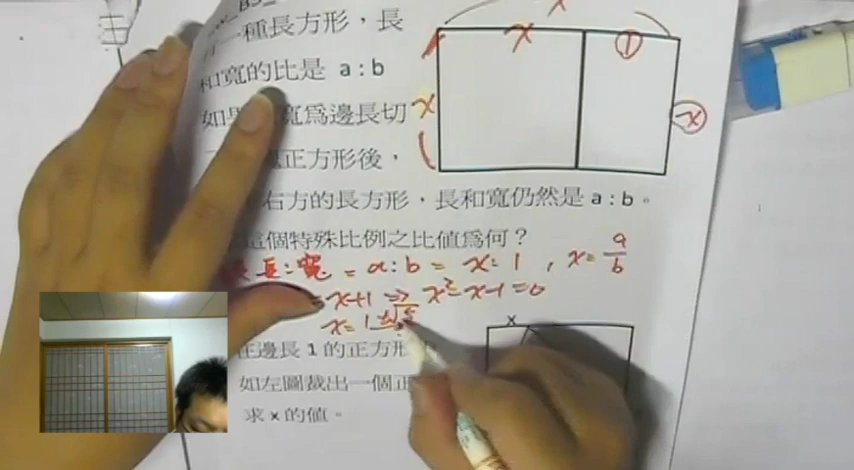 一種長方形，長
和寬的比是 a:b
如 寬為邊長切
正方形後，
右方的長方形，長和寬仍然是 a:b。
這個特殊比例之比值為何？
x
x
①
x
x
長:寬 = a:b = x:1 , x= a/b
= x+1 => x²-x-1=0
x= 1±√5
x
在邊長 1 的正方形
如左圖裁出一個正
求 x 的值。